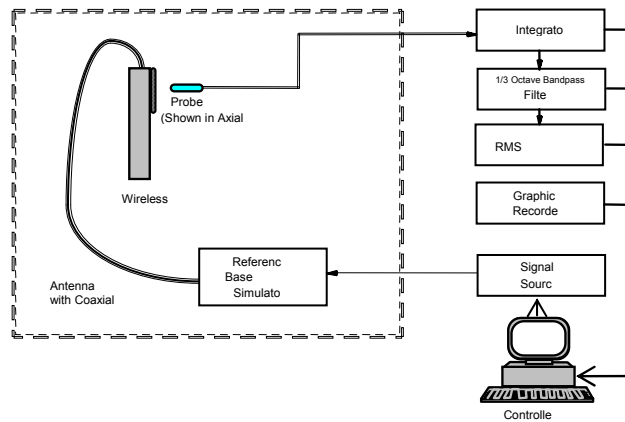 Integrato
1/3 Octave Bandpass
Filte
RMS
Graphic
Recorde
Probe
(Shown in Axial
Wireless
Referenc
Base
Simulato
Antenna
with Coaxial
Signal
Sourc
Controlle